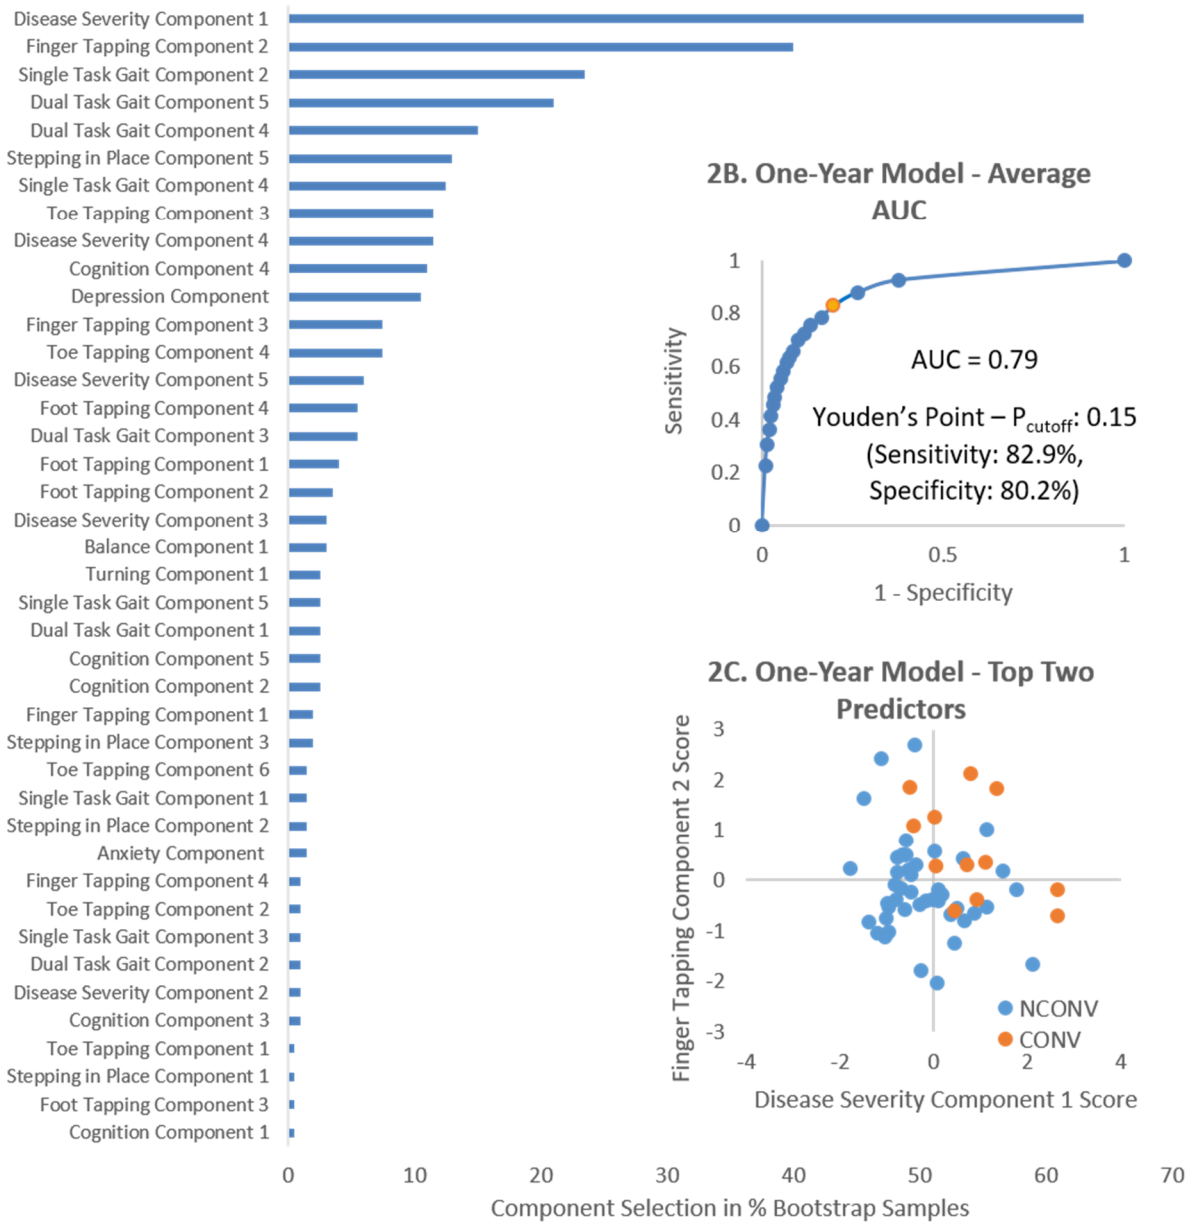 Disease Severity Component 1
Finger Tapping Component 2
Single Task Gait Component 2
Dual Task Gait Component 5
Dual Task Gait Component 4
Stepping in Place Component 5
Single Task Gait Component 4
Toe Tapping Component 3
Disease Severity Component 4
Cognition Component 4
Depression Component
Finger Tapping Component 3
Toe Tapping Component 4
Disease Severity Component 5
Foot Tapping Component 4
Dual Task Gait Component 3
Foot Tapping Component 1
Foot Tapping Component 2
Disease Severity Component 3
Balance Component 1
Turning Component 1
Single Task Gait Component 5
Dual Task Gait Component 1
Cognition Component 5
Cognition Component 2
Finger Tapping Component 1
Stepping in Place Component 3
Toe Tapping Component 6
Single Task Gait Component 1
Stepping in Place Component 2
Anxiety Component
Finger Tapping Component 4
Toe Tapping Component 2
Single Task Gait Component 3
Dual Task Gait Component 2
Disease Severity Component 2
Cognition Component 3
Toe Tapping Component 1
Stepping in Place Component 1
Foot Tapping Component 3
Cognition Component 1
0 10 20 30 40 50 60 70
Component Selection in % Bootstrap Samples
2B. One-Year Model - Average
AUC
1
0.8
0.6
0.4
0.2
0
Sensitivity
AUC = 0.79
Youden's Point – Pcutoff: 0.15
(Sensitivity: 82.9%,
Specificity: 80.2%)
0 0.5 1
1 - Specificity
2C. One-Year Model - Top Two
Predictors
Finger Tapping Component 2 Score
3
2
1
0
-1
-2
-3
NCONV
CONV
-4 -2 0 2 4
Disease Severity Component 1 Score